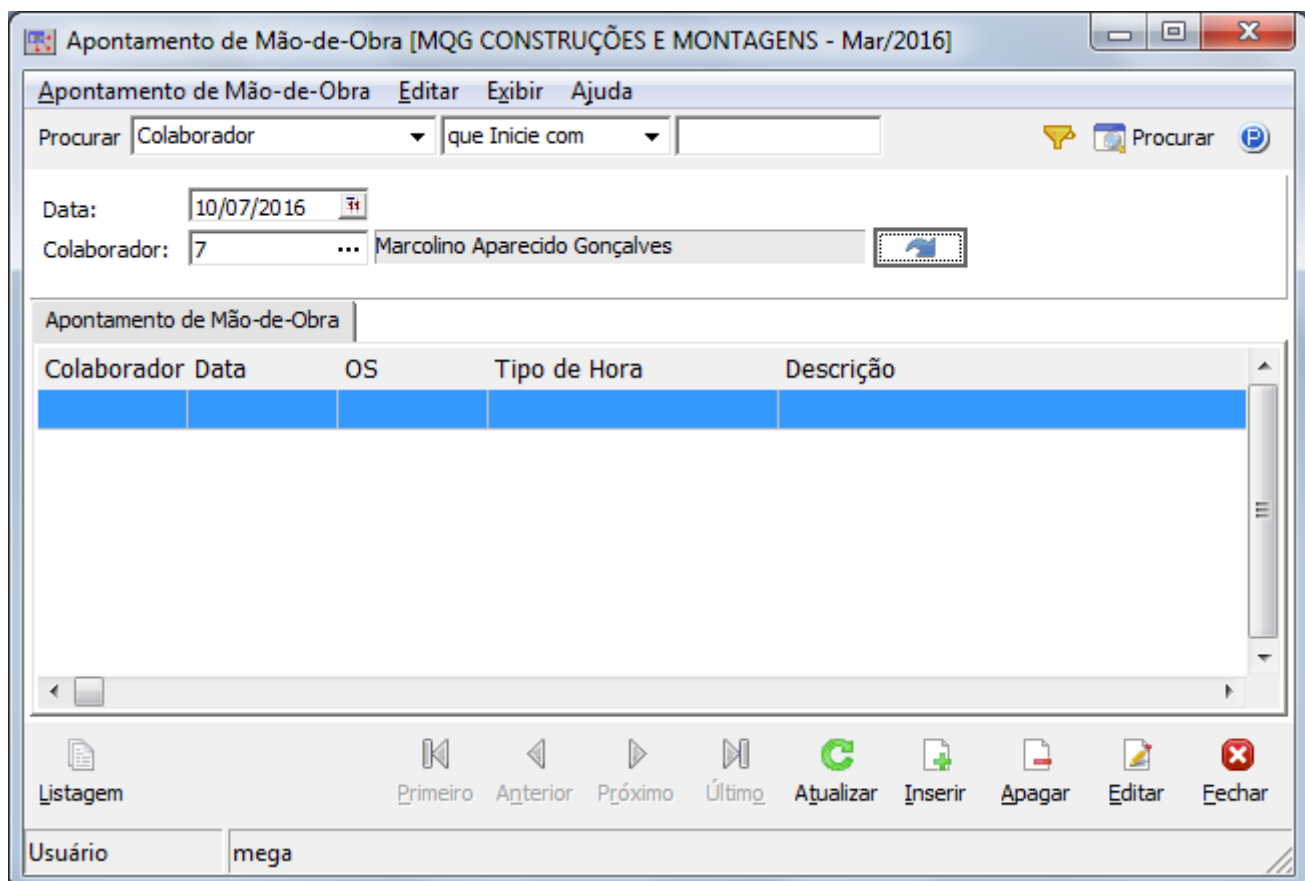 Apontamento de Mão-de-Obra [MQG CONSTRUÇÕES E MONTAGENS - Mar/2016]
Apontamento de Mão-de-Obra Editar Exibir Ajuda
Procurar Colaborador que Inicie com Procurar P
Data: 10/07/2016
Colaborador: 7 ... Marcolino Aparecido Gonçalves
Apontamento de Mão-de-Obra
Colaborador Data OS Tipo de Hora Descrição
Listagem Primeiro Anterior Próximo Último Atualizar Inserir Apagar Editar Fechar
Usuário mega